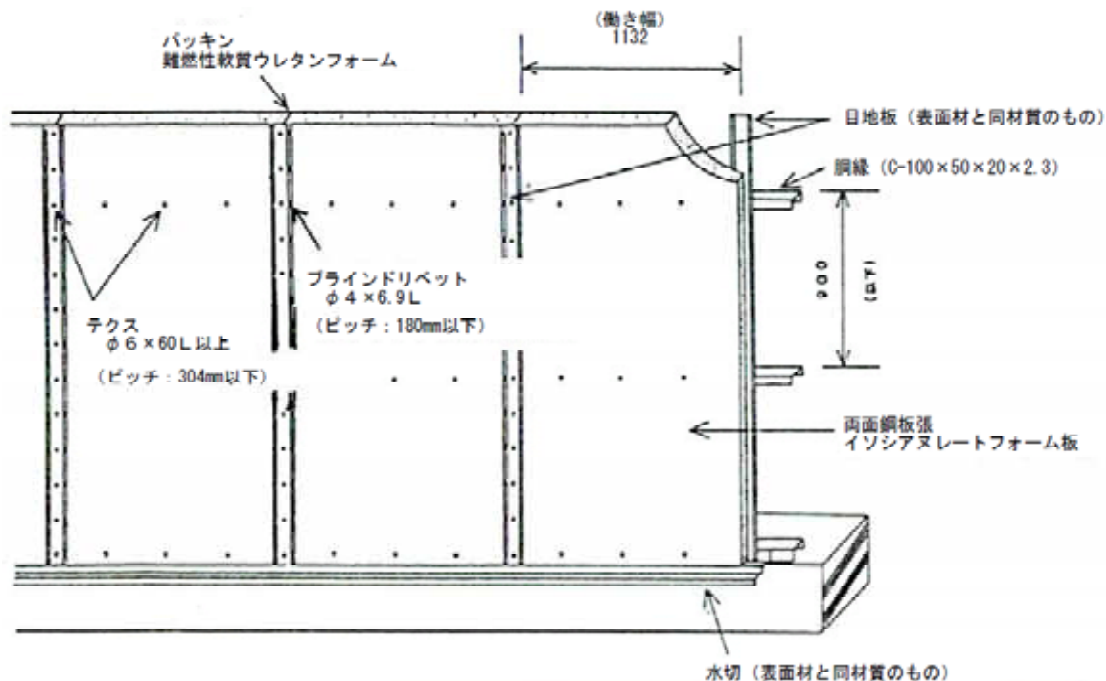 (働き幅)
1132
パッキン
難燃性軟質ウレタンフォーム
目地板（表面材と同材質のもの）
胴縁（C-100×50×20×2.3）
900
(以下)
ブラインドリベット
φ4×6.9L
（ピッチ：180mm以下）
テクス
φ6×60L以上
（ピッチ：304mm以下）
両面鋼板張
イソシアヌレートフォーム板
水切（表面材と同材質のもの）